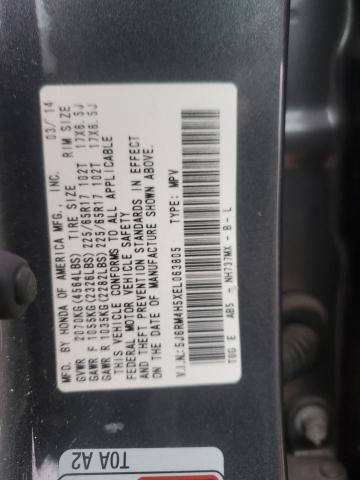 MFD. BY HONDA OF AMERICA MFG., INC. 03/14
GVWR 2070KG(4564LBS) TIRE SIZE RIM SIZE
GAWR F 1055KG(2326LBS) 225/65R17 102T 17X6.5J
GAWR R 1035KG(2282LBS) 225/65R17 102T 17X6.5J
THIS VEHICLE CONFORMS TO ALL APPLICABLE
FEDERAL MOTOR VEHICLE SAFETY
AND THEFT PREVENTION STANDARDS IN EFFECT
ON THE DATE OF MANUFACTURE SHOWN ABOVE.
V.I.N:5J6RM4H5XEL063805 TYPE: MPV
T0G E AB5 - NH737MX - B - L
T0A A2